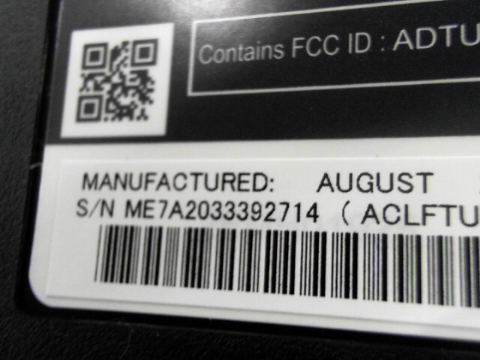 Contains FCC ID : ADTU
MANUFACTURED: AUGUST
S/N ME7A2033392714 ( ACLFTU